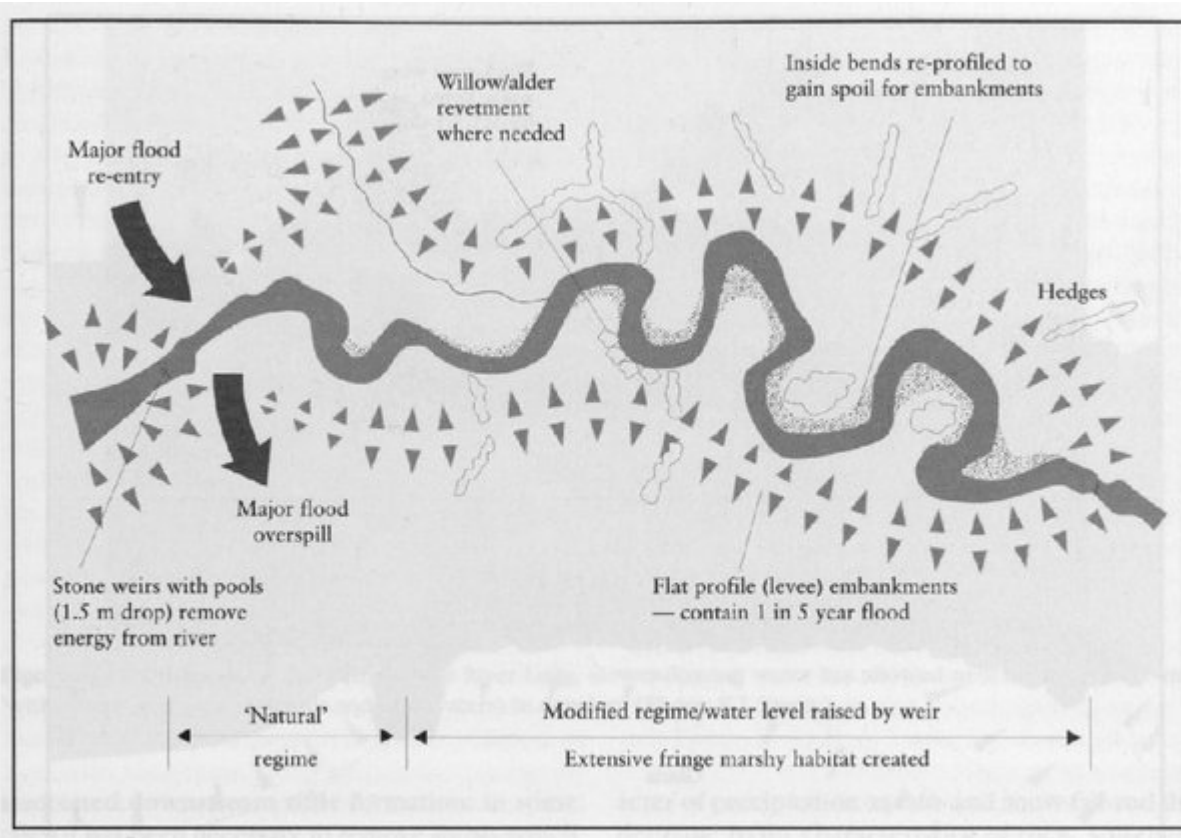 Inside bends re-profiled to
gain spoil for embankments
Willow/alder
revetment
where needed
Major flood
re-entry
Hedges
Major flood
overspill
Stone weirs with pools
(1.5 m drop) remove
energy from river
Flat profile (levee) embankments
— contain 1 in 5 year flood
'Natural'
regime
Modified regime/water level raised by weir
Extensive fringe marshy habitat created